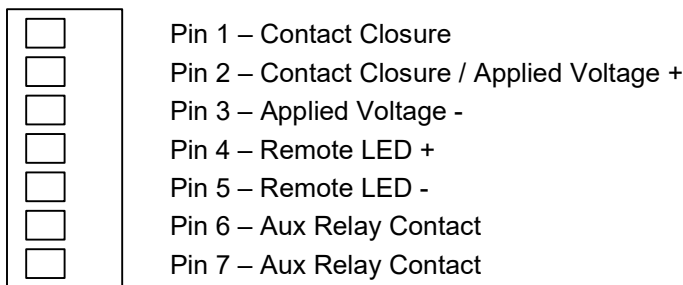 Pin 1 – Contact Closure
Pin 2 – Contact Closure / Applied Voltage +
Pin 3 – Applied Voltage -
Pin 4 – Remote LED +
Pin 5 – Remote LED -
Pin 6 – Aux Relay Contact
Pin 7 – Aux Relay Contact